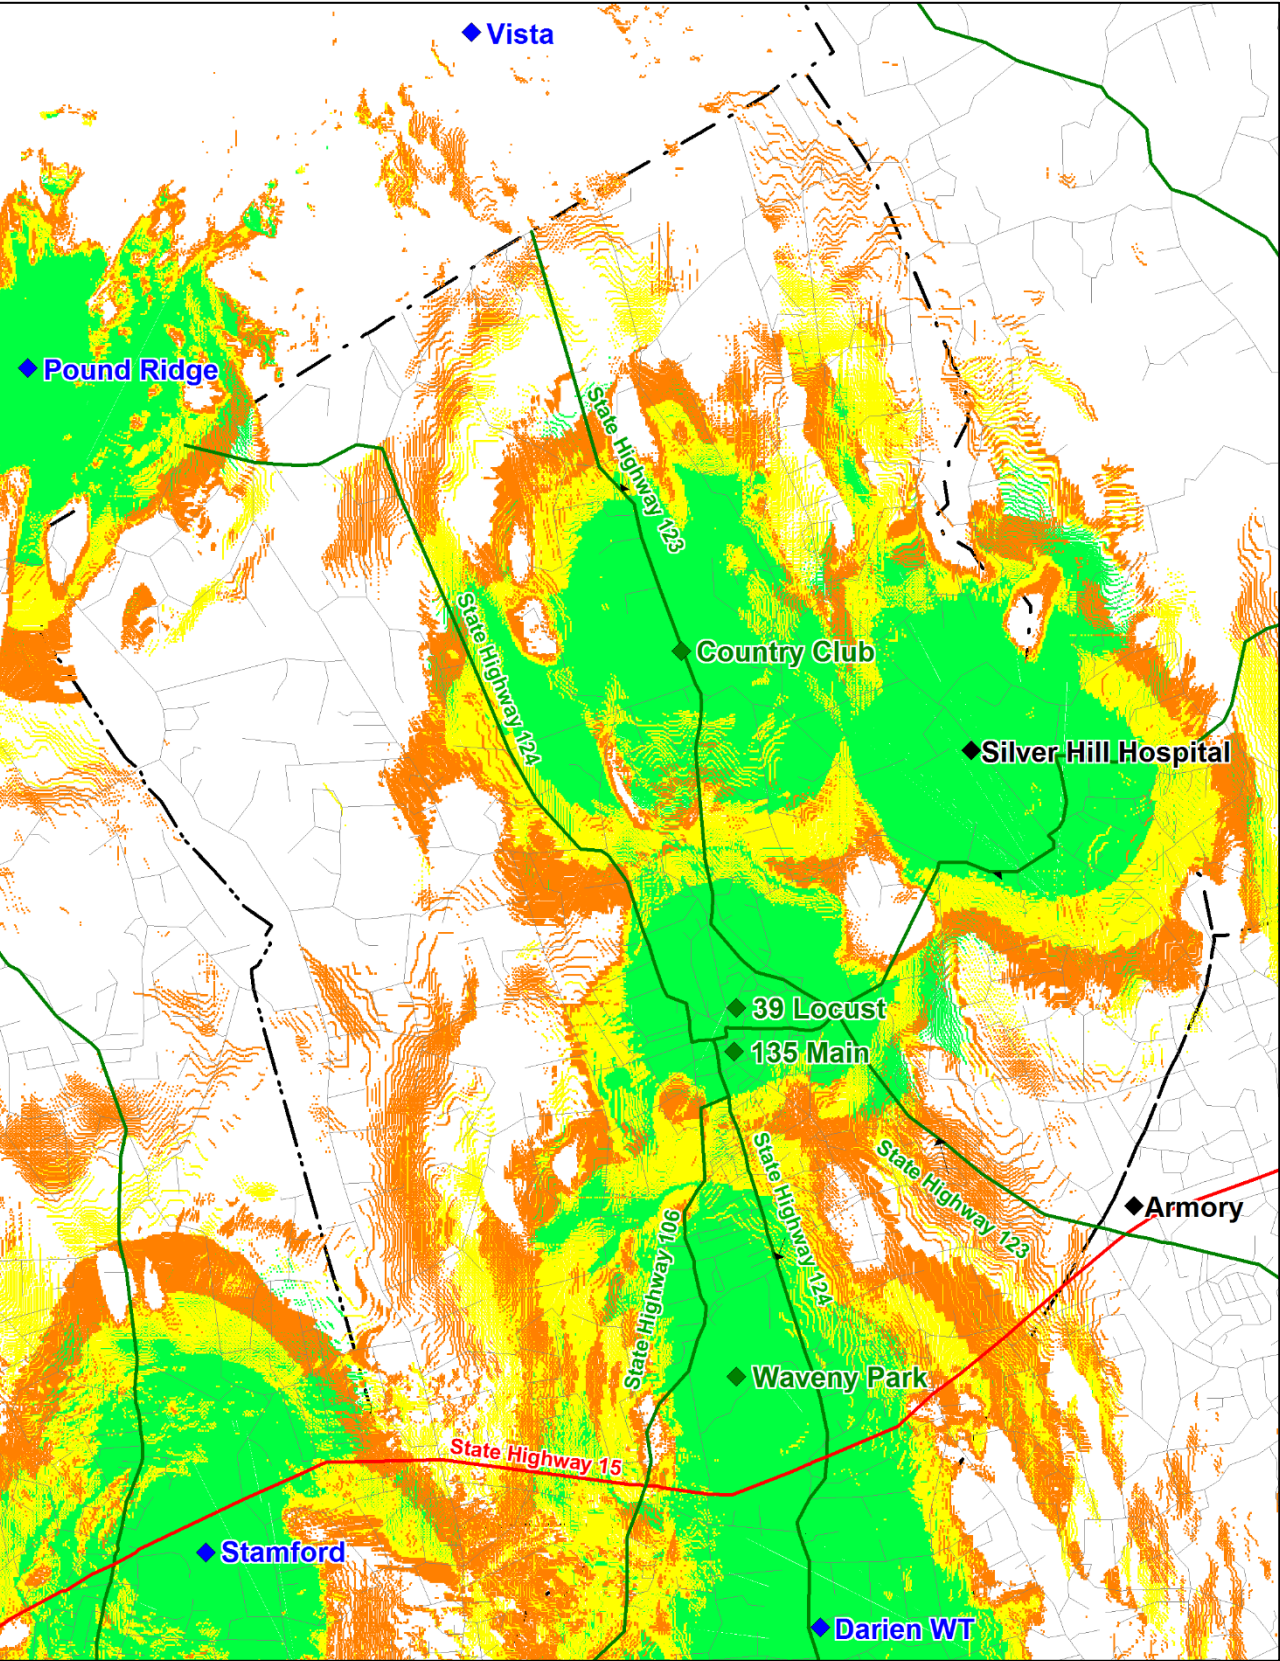 Vista
Pound Ridge
State Highway 123
State Highway 124
Country Club
Silver Hill Hospital
39 Locust
135 Main
State Highway 123
State Highway 124
Armory
State Highway 106
Waveny Park
State Highway 15
Stamford
Darien WT